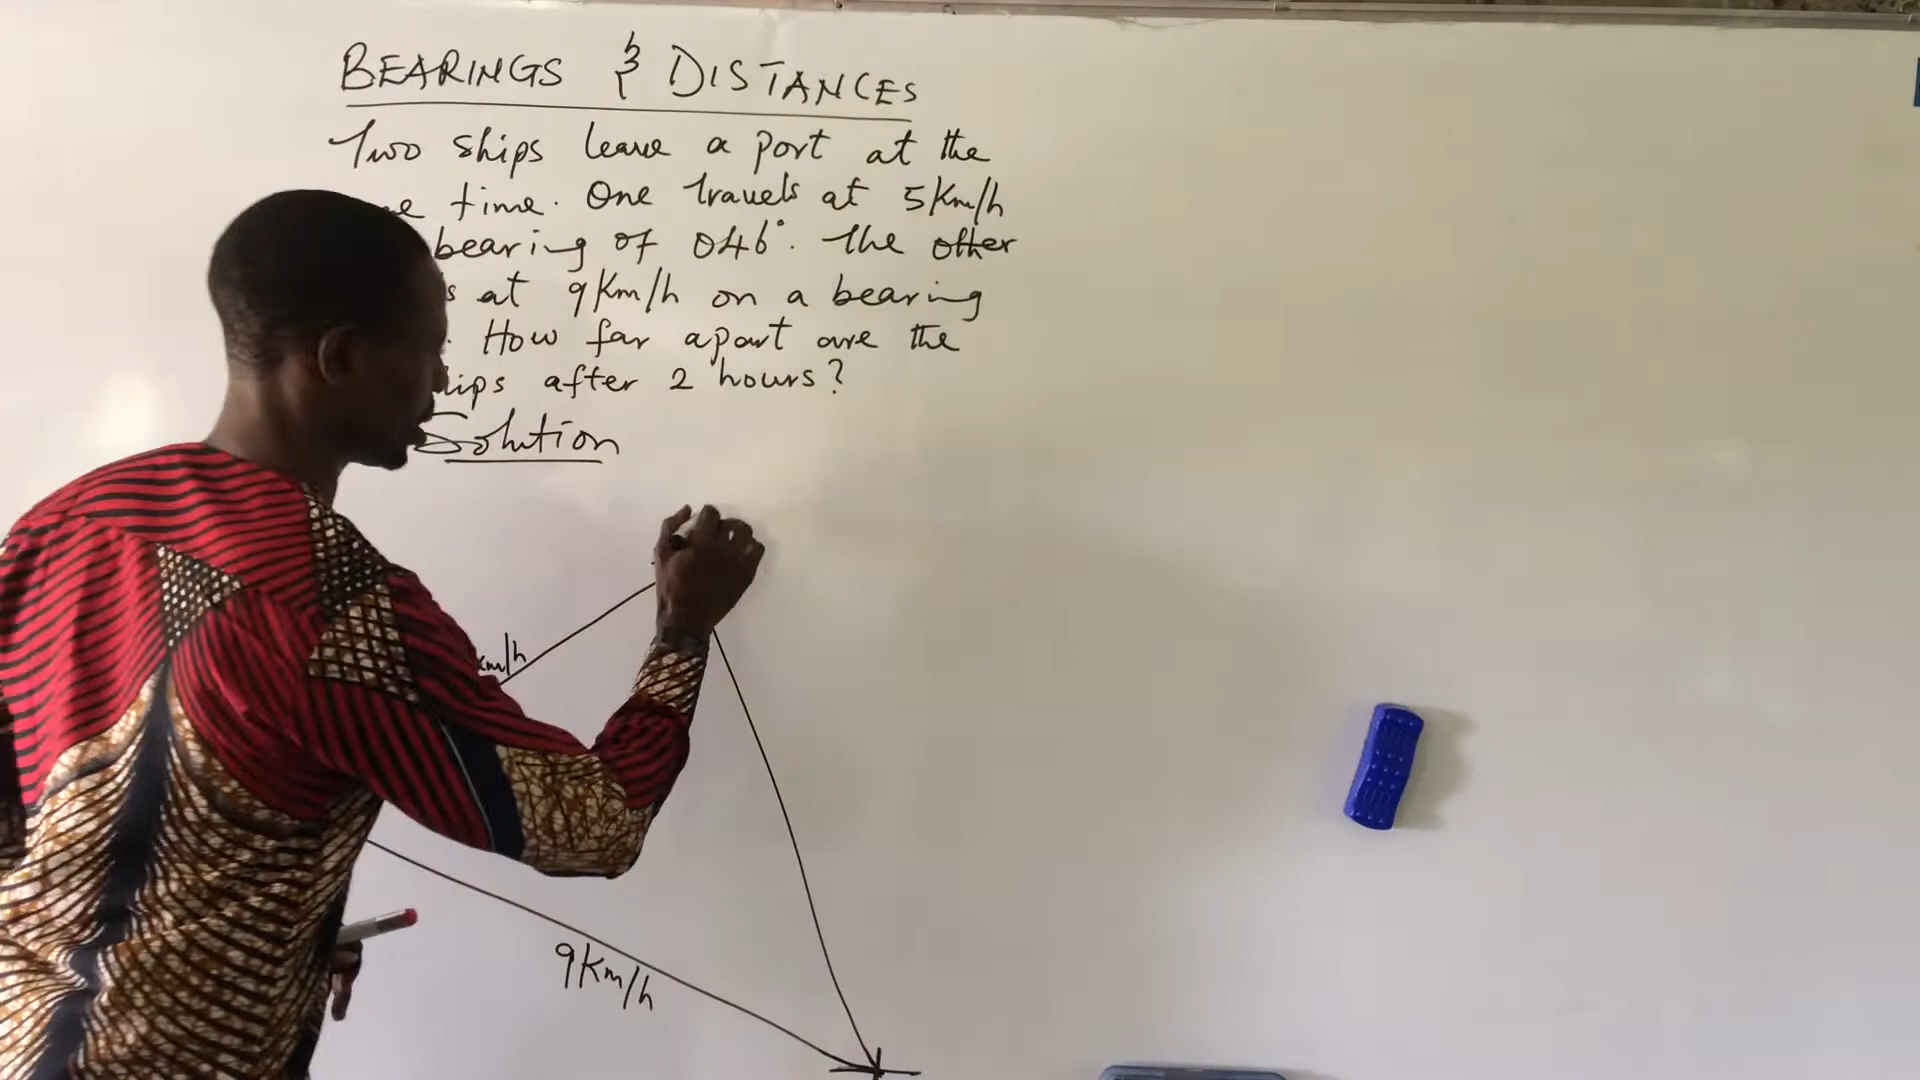 BEARINGS & DISTANCES
Two ships leave a port at the
time. One travels at 5Km/h
bearing of 046°. The other
at 9Km/h on a bearing
How far apart are the
after 2 hours?
Solution
km/h
9Km/h